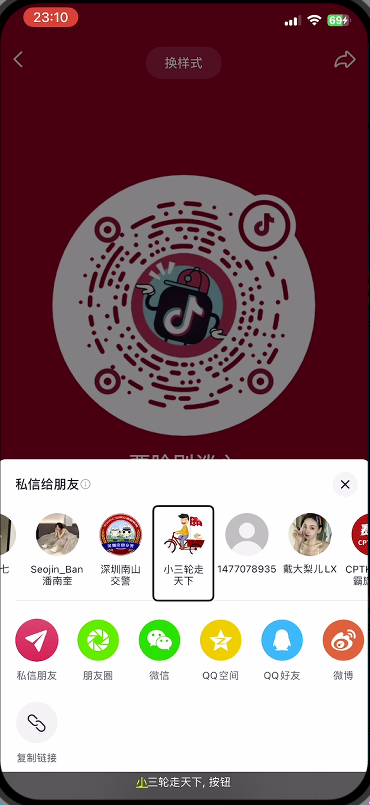 23:10
69
换样式
私信给朋友
七
Seojin_Ban
潘南奎
深圳南山
交警
小三轮走
天下
1477078935
戴大梨儿LX
CPTH
霸旌
私信朋友
朋友圈
微信
QQ空间
QQ好友
微博
复制链接
小三轮走天下, 按钮